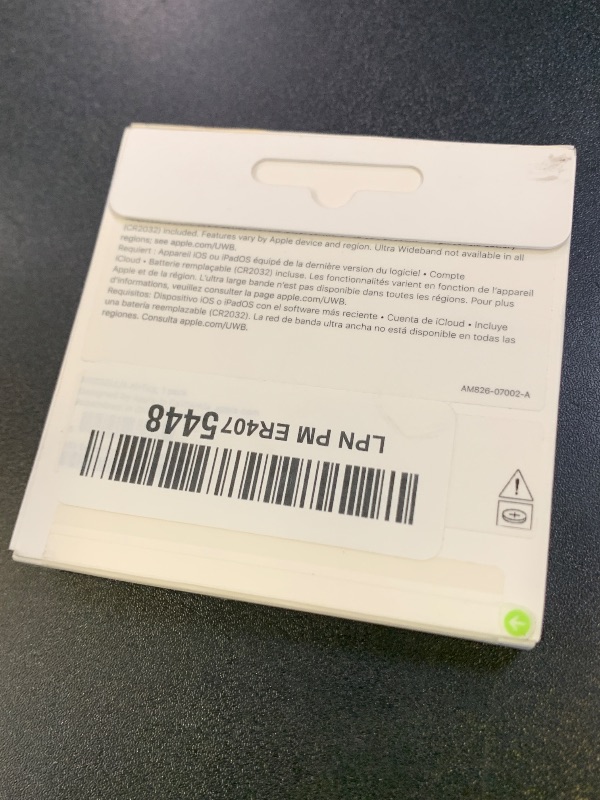 (CR2032) included. Features vary by Apple device and region. Ultra Wideband not available in all
regions; see apple.com/UWB.
Requiert : Appareil iOS ou iPadOS équipé de la dernière version du logiciel • Compte
iCloud • Batterie remplaçable (CR2032) incluse. Les fonctionnalités varient en fonction de l'appareil
Apple et de la région. L'ultra large bande n'est pas disponible dans toutes les régions. Pour plus
d'informations, veuillez consulter la page apple.com/UWB.
Requisitos: Dispositivo iOS o iPadOS con el software más reciente • Cuenta de iCloud • Incluye
una batería reemplazable (CR2032). La red de banda ultra ancha no está disponible en todas las
regiones. Consulta apple.com/UWB.
AM826-07002-A
LPN PM ER4075448